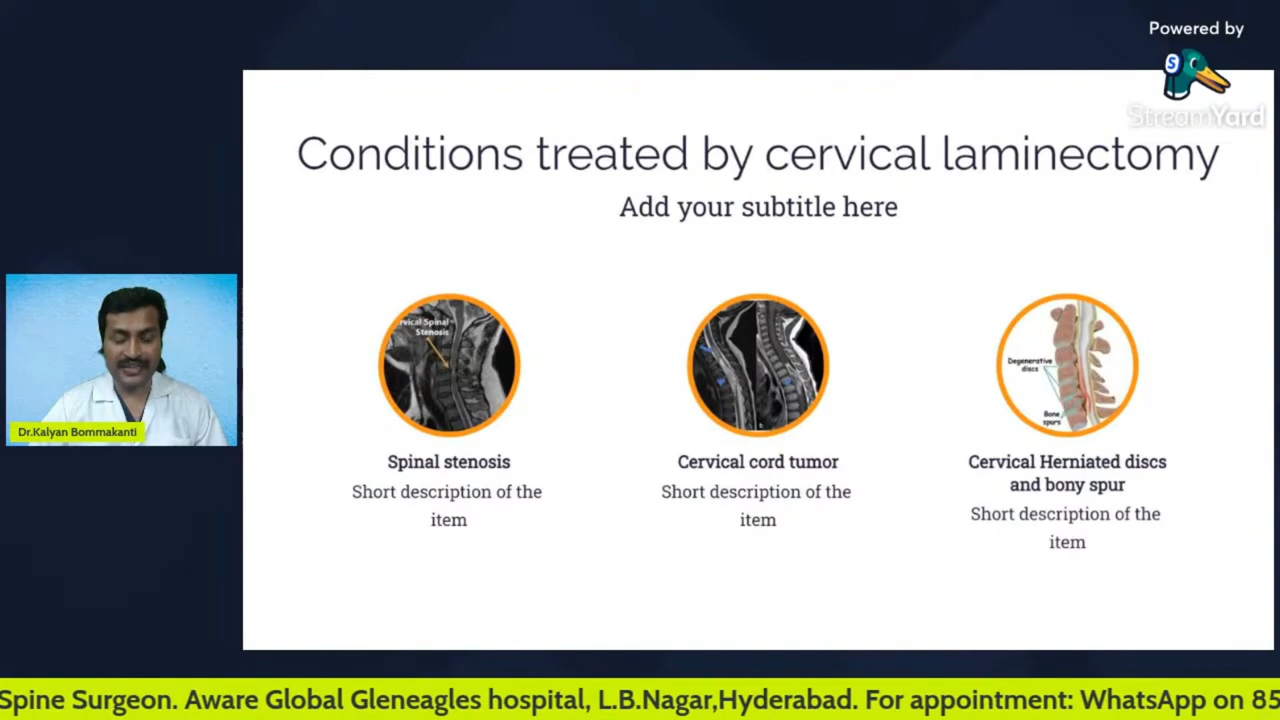 Powered by
S
StreamYard
Conditions treated by cervical laminectomy
Add your subtitle here
rvical Spinal
Stenosis
Degenerative
discs
Bone
spurs
Spinal stenosis
Short description of the
item
Cervical cord tumor
Short description of the
item
Cervical Herniated discs
and bony spur
Short description of the
item
Dr.Kalyan Bommakanti
Spine Surgeon. Aware Global Gleneagles hospital, L.B.Nagar,Hyderabad. For appointment: WhatsApp on 85